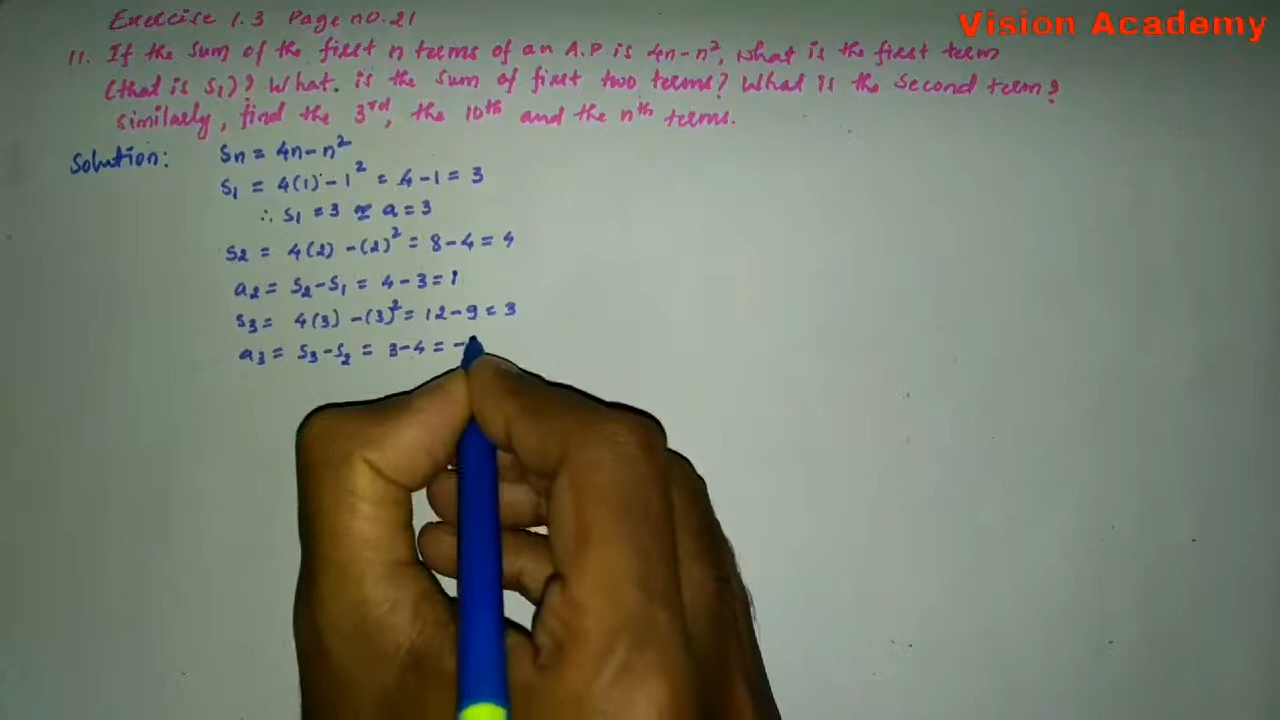 Vision Academy
Exercise 1.3 Page no.21
11. If the sum of the first n terms of an A.P is 4n-n², what is the first term
(that is S₁)? What. is the sum of first two terms? What is the second term?
similarly, find the 3rd, the 10th and the nth terms.
Solution: Sn = 4n-n²
S₁ = 4(1)-1² = 4-1 = 3
∴ S₁ = 3 a = 3
S₂ = 4(2) -(2)² = 8-4 = 4
a₂ = S₂-S₁ = 4-3 = 1
S₃ = 4(3) -(3)² = 12-9 = 3
a₃ = S₃-S₂ = 3-4 = -